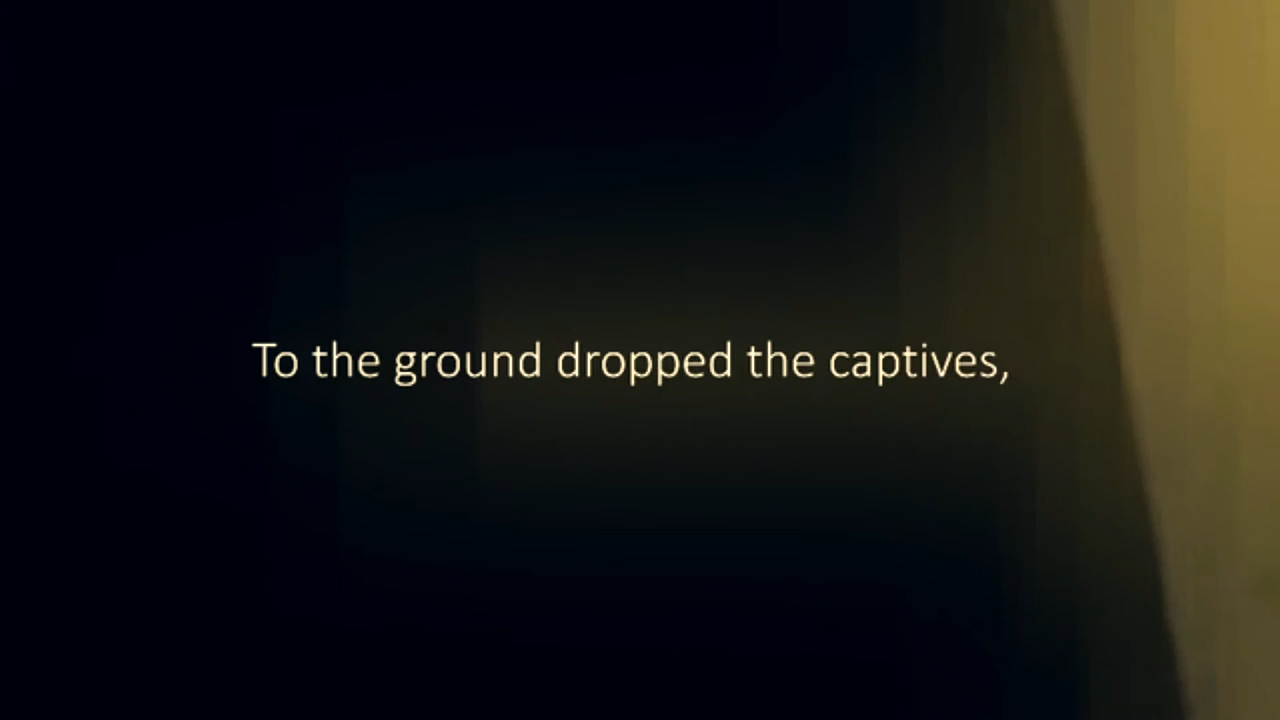 To the ground dropped the captives,